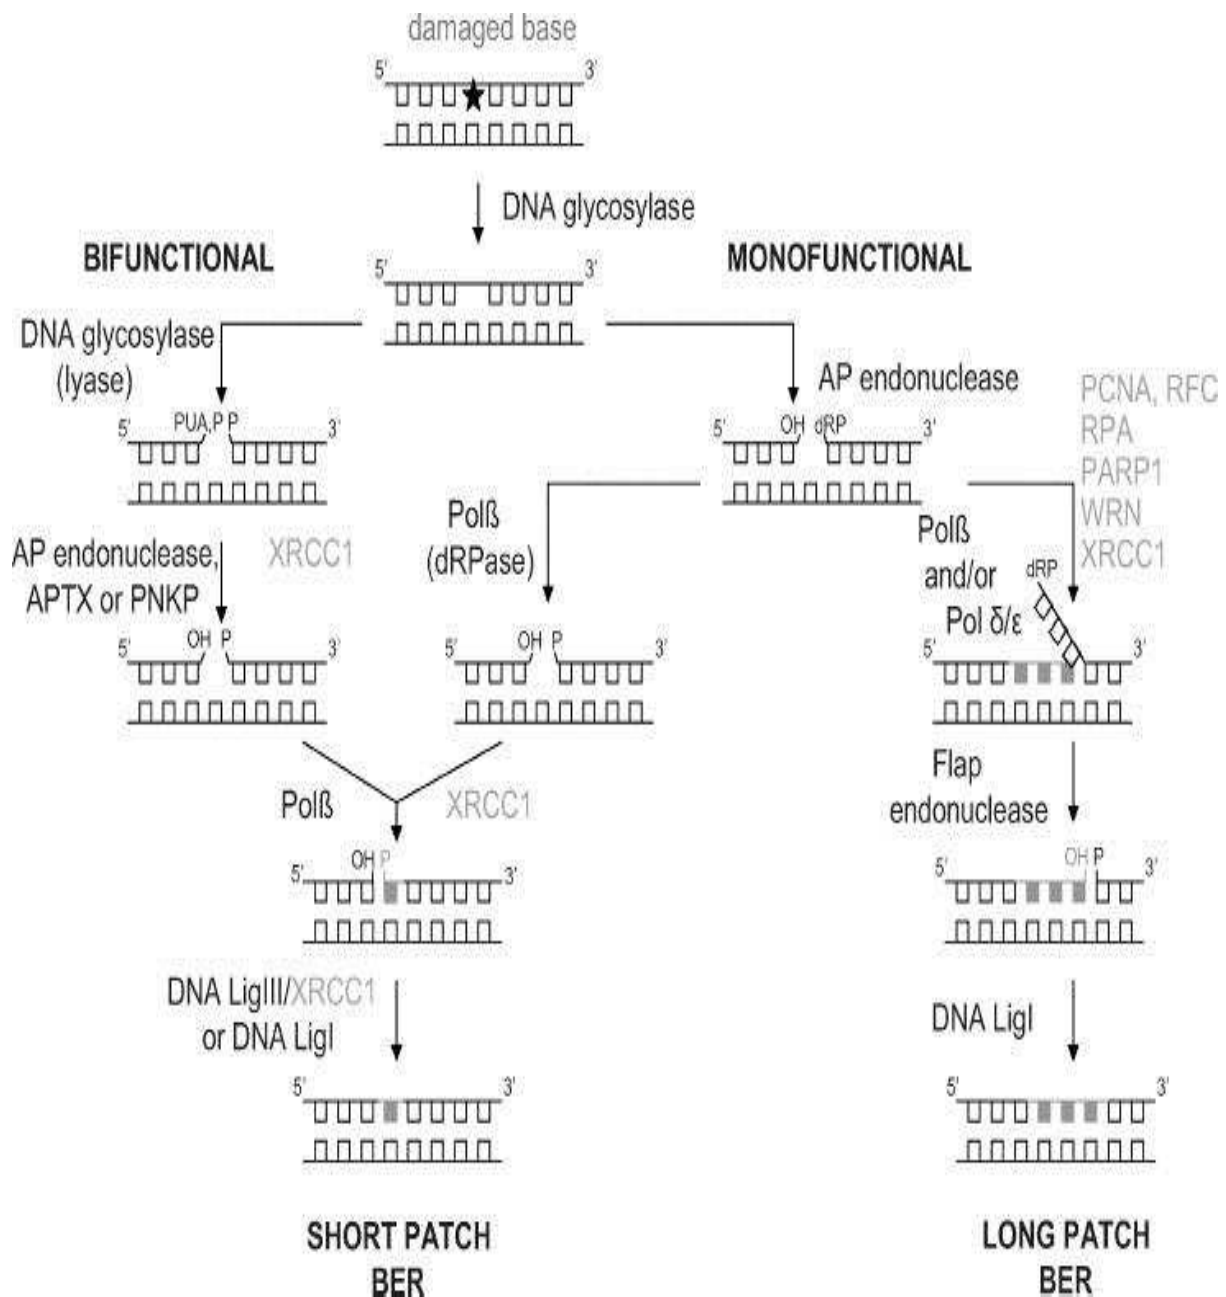 damaged base
5' 3'
DNA glycosylase
BIFUNCTIONAL
MONOFUNCTIONAL
5' 3'
DNA glycosylase
(lyase)
AP endonuclease
PCNA, RFC
RPA
PARP1
WRN
XRCC1
PUA,P P
5' 3'
OH dRP
5' 3'
Polß
(dRPase)
Polß
and/or
Pol δ/ε
dRP
AP endonuclease,
APTX or PNKP
XRCC1
OH P
5' 3'
OH P
5' 3'
5' 3'
Polß
XRCC1
Flap
endonuclease
OH P
5' 3'
OH P
5' 3'
DNA LigIII/XRCC1
or DNA LigI
DNA LigI
5' 3'
5' 3'
SHORT PATCH
BER
LONG PATCH
BER